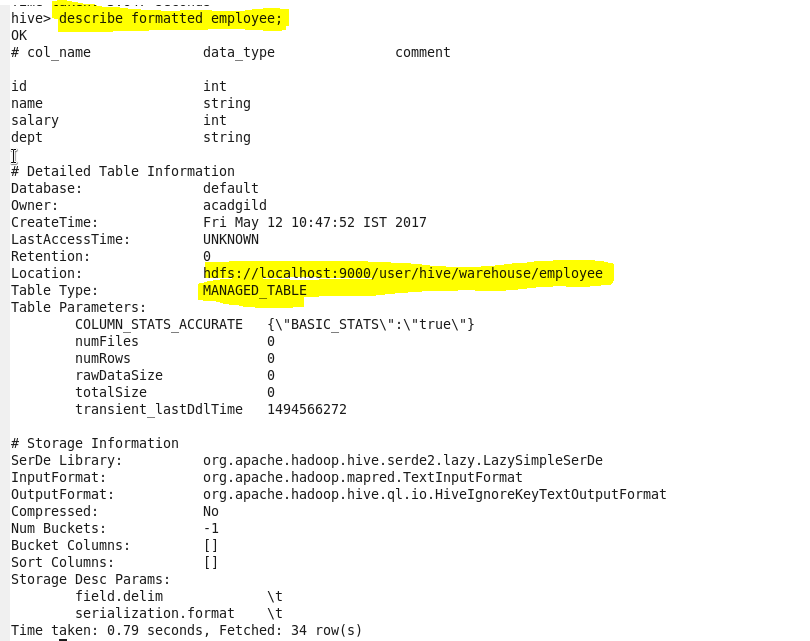 hive> describe formatted employee;
OK
# col_name data_type comment
id int
name string
salary int
dept string
# Detailed Table Information
Database: default
Owner: acadgild
CreateTime: Fri May 12 10:47:52 IST 2017
LastAccessTime: UNKNOWN
Retention: 0
Location: hdfs://localhost:9000/user/hive/warehouse/employee
Table Type: MANAGED_TABLE
Table Parameters:
COLUMN_STATS_ACCURATE {\"BASIC_STATS\":\"true\"}
numFiles 0
numRows 0
rawDataSize 0
totalSize 0
transient_lastDdlTime 1494566272
# Storage Information
SerDe Library: org.apache.hadoop.hive.serde2.lazy.LazySimpleSerDe
InputFormat: org.apache.hadoop.mapred.TextInputFormat
OutputFormat: org.apache.hadoop.hive.ql.io.HiveIgnoreKeyTextOutputFormat
Compressed: No
Num Buckets: -1
Bucket Columns: []
Sort Columns: []
Storage Desc Params:
field.delim \t
serialization.format \t
Time taken: 0.79 seconds, Fetched: 34 row(s)